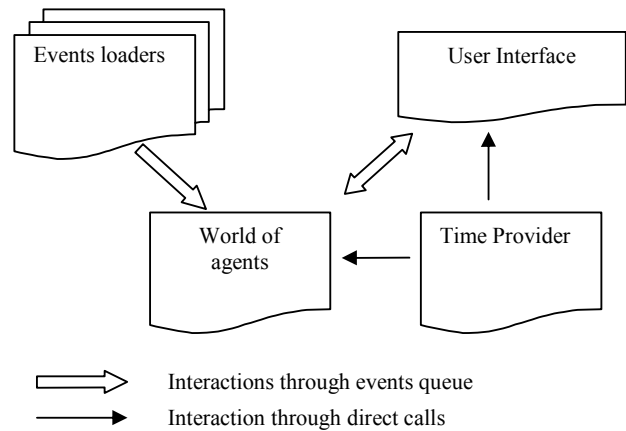 Events loaders
User Interface
World of
agents
Time Provider
Interactions through events queue
Interaction through direct calls